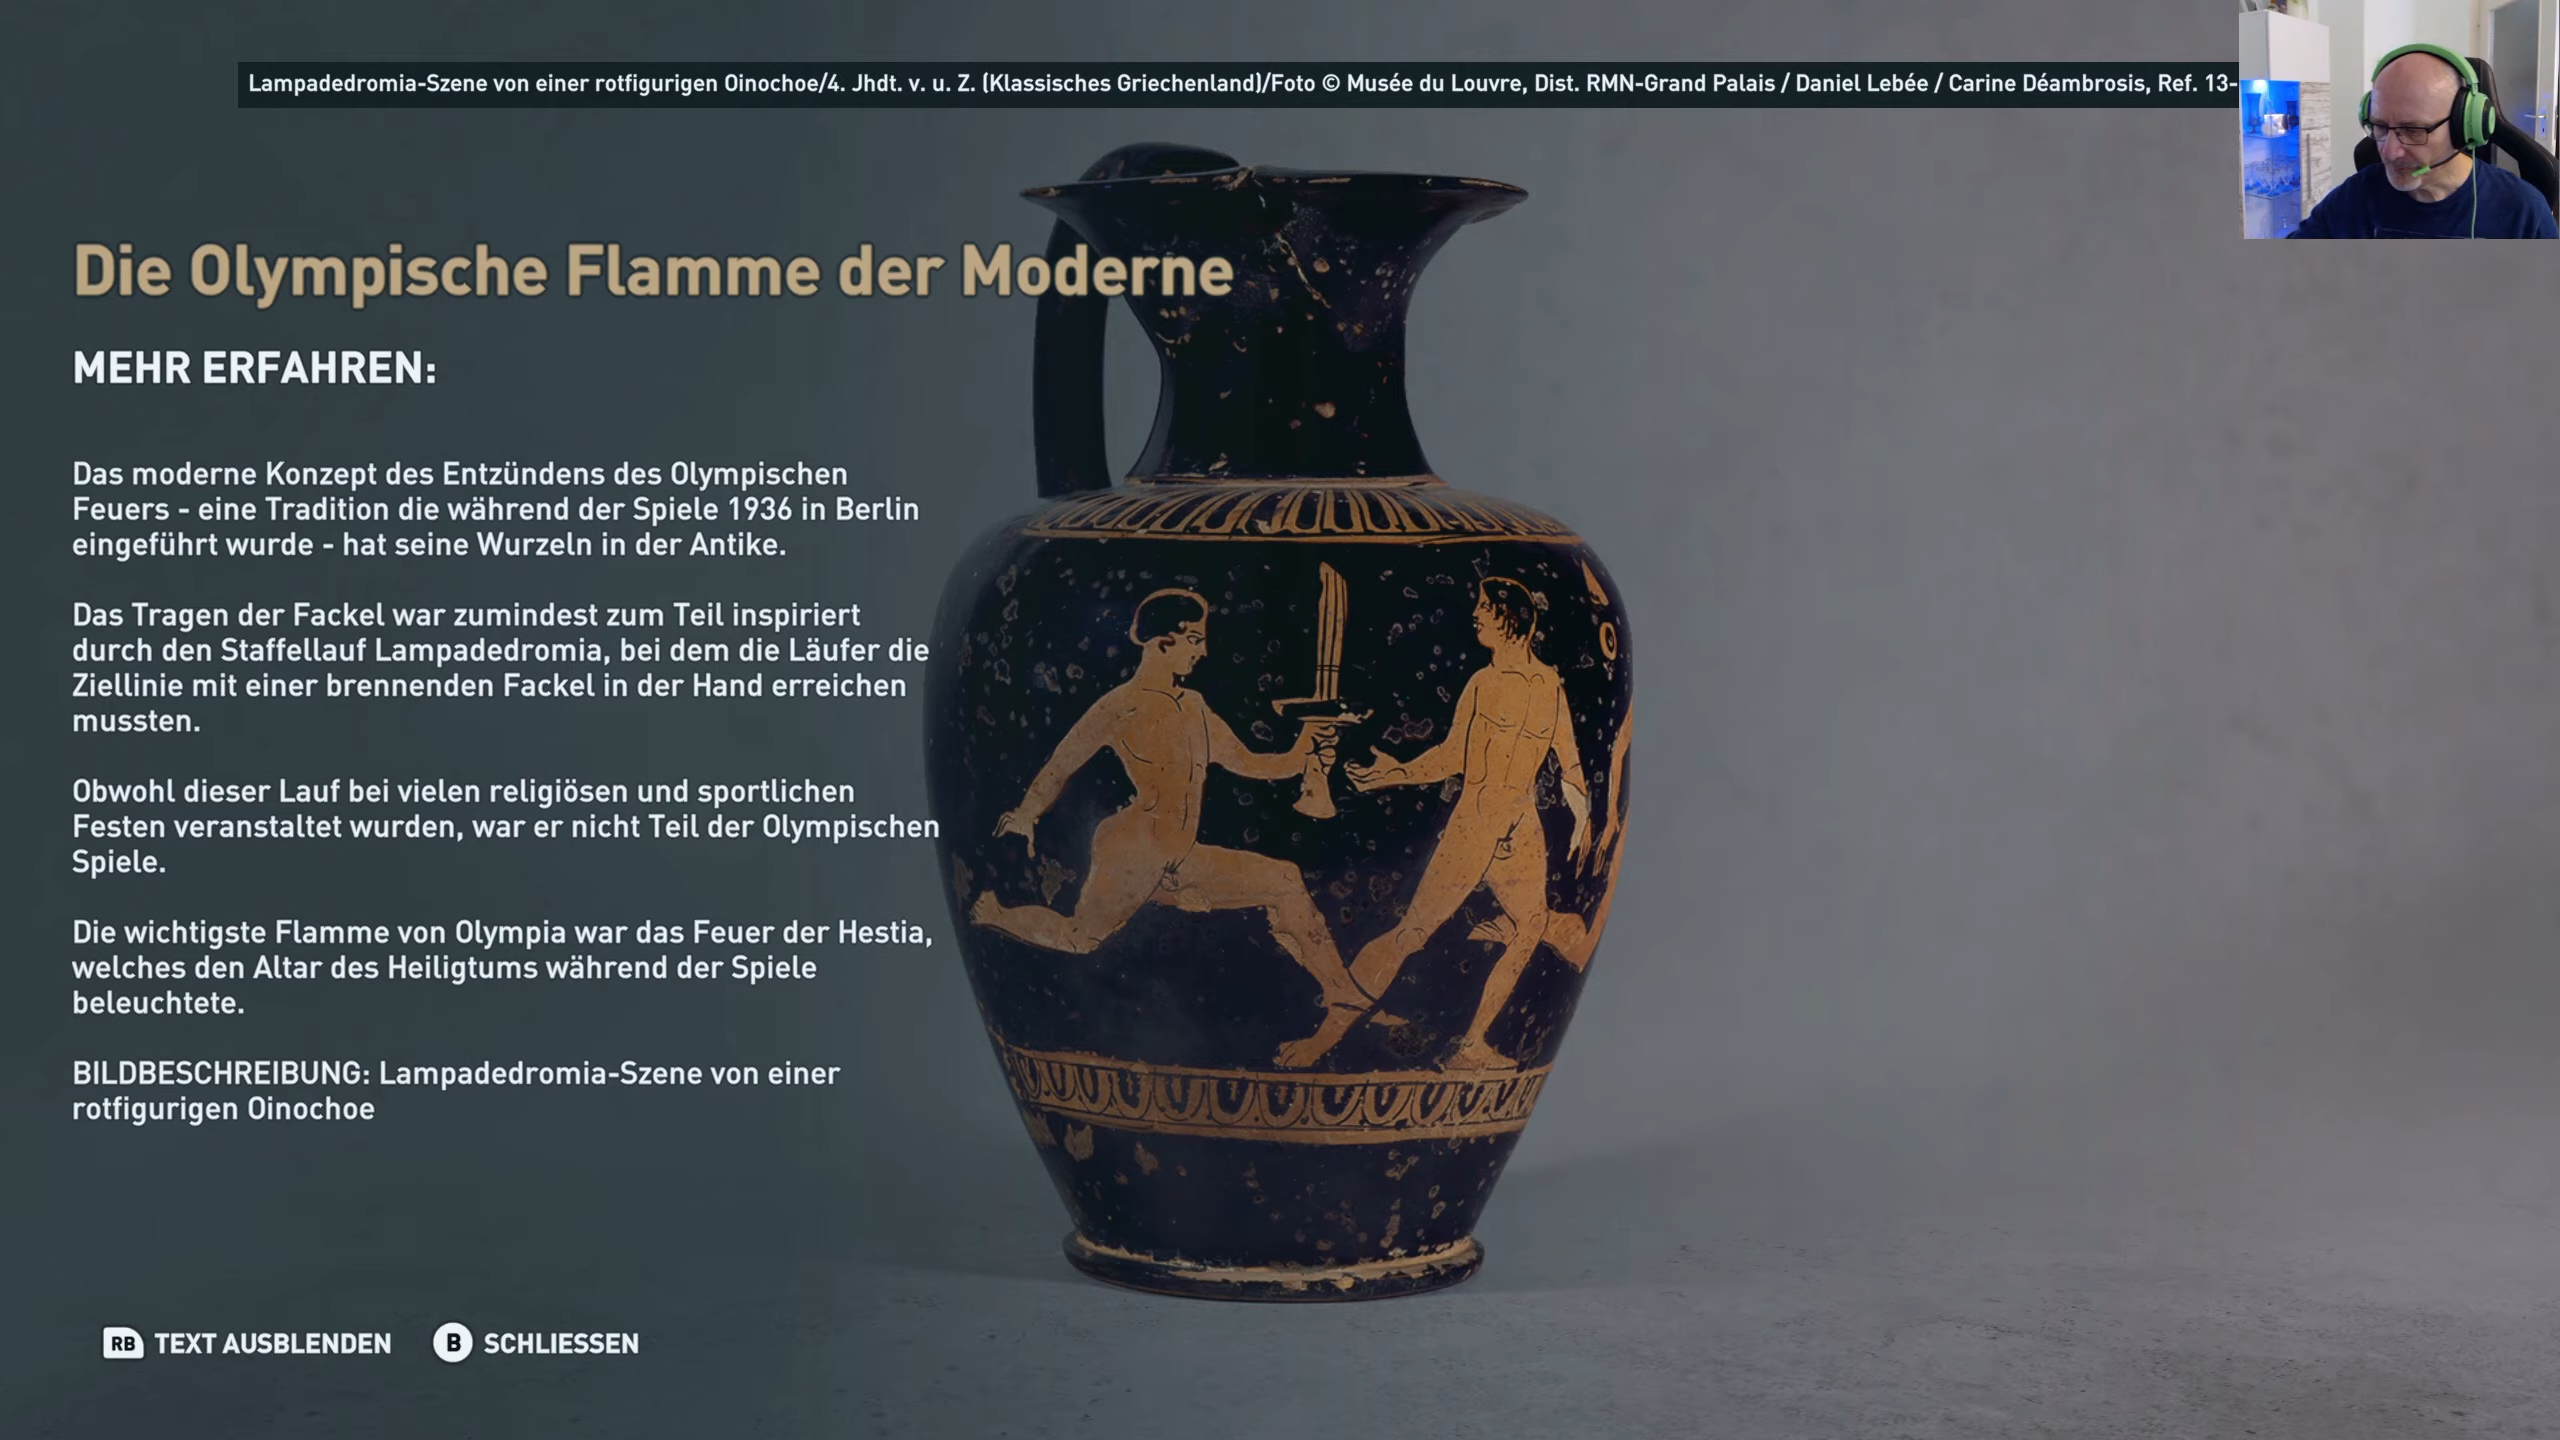 Lampadedromia-Szene von einer rotfigurigen Oinochoe/4. Jhdt. v. u. Z. (Klassisches Griechenland)/Foto © Musée du Louvre, Dist. RMN-Grand Palais / Daniel Lebée / Carine Déambrosis, Ref. 13-
Die Olympische Flamme der Moderne
MEHR ERFAHREN:
Das moderne Konzept des Entzündens des Olympischen
Feuers - eine Tradition die während der Spiele 1936 in Berlin
eingeführt wurde - hat seine Wurzeln in der Antike.
Das Tragen der Fackel war zumindest zum Teil inspiriert
durch den Staffellauf Lampadedromia, bei dem die Läufer die
Ziellinie mit einer brennenden Fackel in der Hand erreichen
mussten.
Obwohl dieser Lauf bei vielen religiösen und sportlichen
Festen veranstaltet wurden, war er nicht Teil der Olympischen
Spiele.
Die wichtigste Flamme von Olympia war das Feuer der Hestia,
welches den Altar des Heiligtums während der Spiele
beleuchtete.
BILDBESCHREIBUNG: Lampadedromia-Szene von einer
rotfigurigen Oinochoe
RB TEXT AUSBLENDEN B SCHLIESSEN